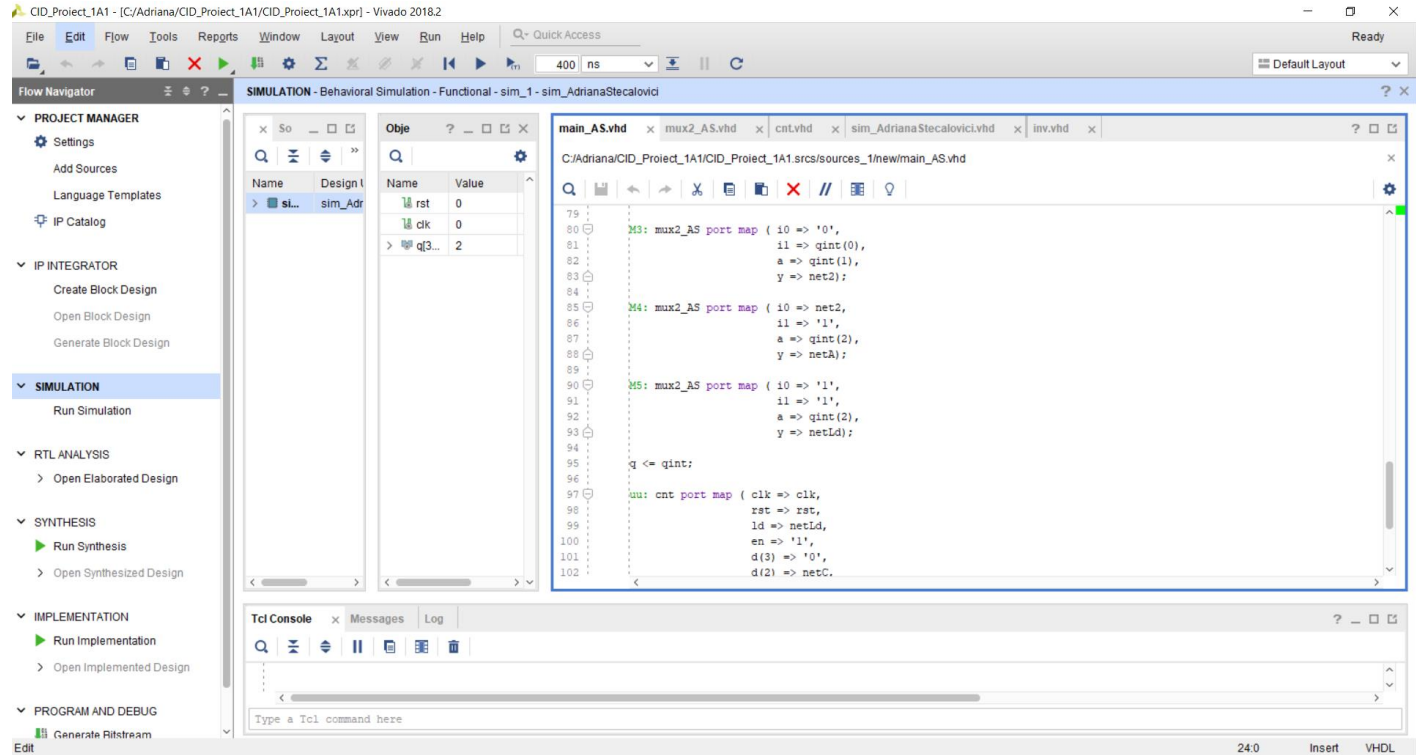 CID_Proiect_1A1 - [C:/Adriana/CID_Proiect_1A1/CID_Proiect_1A1.xpr] - Vivado 2018.2
File Edit Flow Tools Reports Window Layout View Run Help Quick Access
Ready
400 ns
Default Layout
Flow Navigator
PROJECT MANAGER
Settings
Add Sources
Language Templates
IP Catalog
IP INTEGRATOR
Create Block Design
Open Block Design
Generate Block Design
SIMULATION
Run Simulation
RTL ANALYSIS
Open Elaborated Design
SYNTHESIS
Run Synthesis
Open Synthesized Design
IMPLEMENTATION
Run Implementation
Open Implemented Design
PROGRAM AND DEBUG
Generate Bitstream
SIMULATION - Behavioral Simulation - Functional - sim_1 - sim_AdrianaStecalovici
So
Name Design U
si... sim_Adr
Obje
Name Value
rst 0
clk 0
q[3... 2
main_AS.vhd mux2_AS.vhd cnt.vhd sim_AdrianaStecalovici.vhd inv.vhd
C:/Adriana/CID_Proiect_1A1/CID_Proiect_1A1.srcs/sources_1/new/main_AS.vhd
79
80 M3: mux2_AS port map ( i0 => '0',
81 i1 => qint(0),
82 a => qint(1),
83 y => net2);
84
85 M4: mux2_AS port map ( i0 => net2,
86 i1 => '1',
87 a => qint(2),
88 y => netA);
89
90 M5: mux2_AS port map ( i0 => '1',
91 i1 => '1',
92 a => qint(2),
93 y => netLd);
94
95 q <= qint;
96
97 uu: cnt port map ( clk => clk,
98 rst => rst,
99 ld => netLd,
100 en => '1',
101 d(3) => '0',
102 d(2) => netC,
Tcl Console Messages Log
Type a Tcl command here
Edit
24:0 Insert VHDL